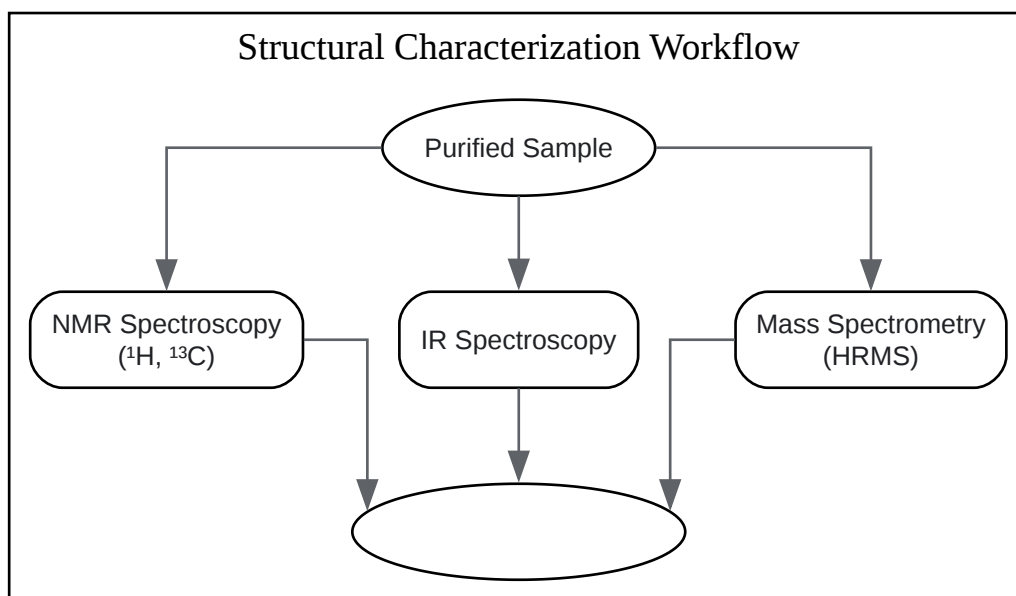 Structural Characterization Workflow
Purified Sample
NMR Spectroscopy
(¹H, ¹³C)
IR Spectroscopy
Mass Spectrometry
(HRMS)